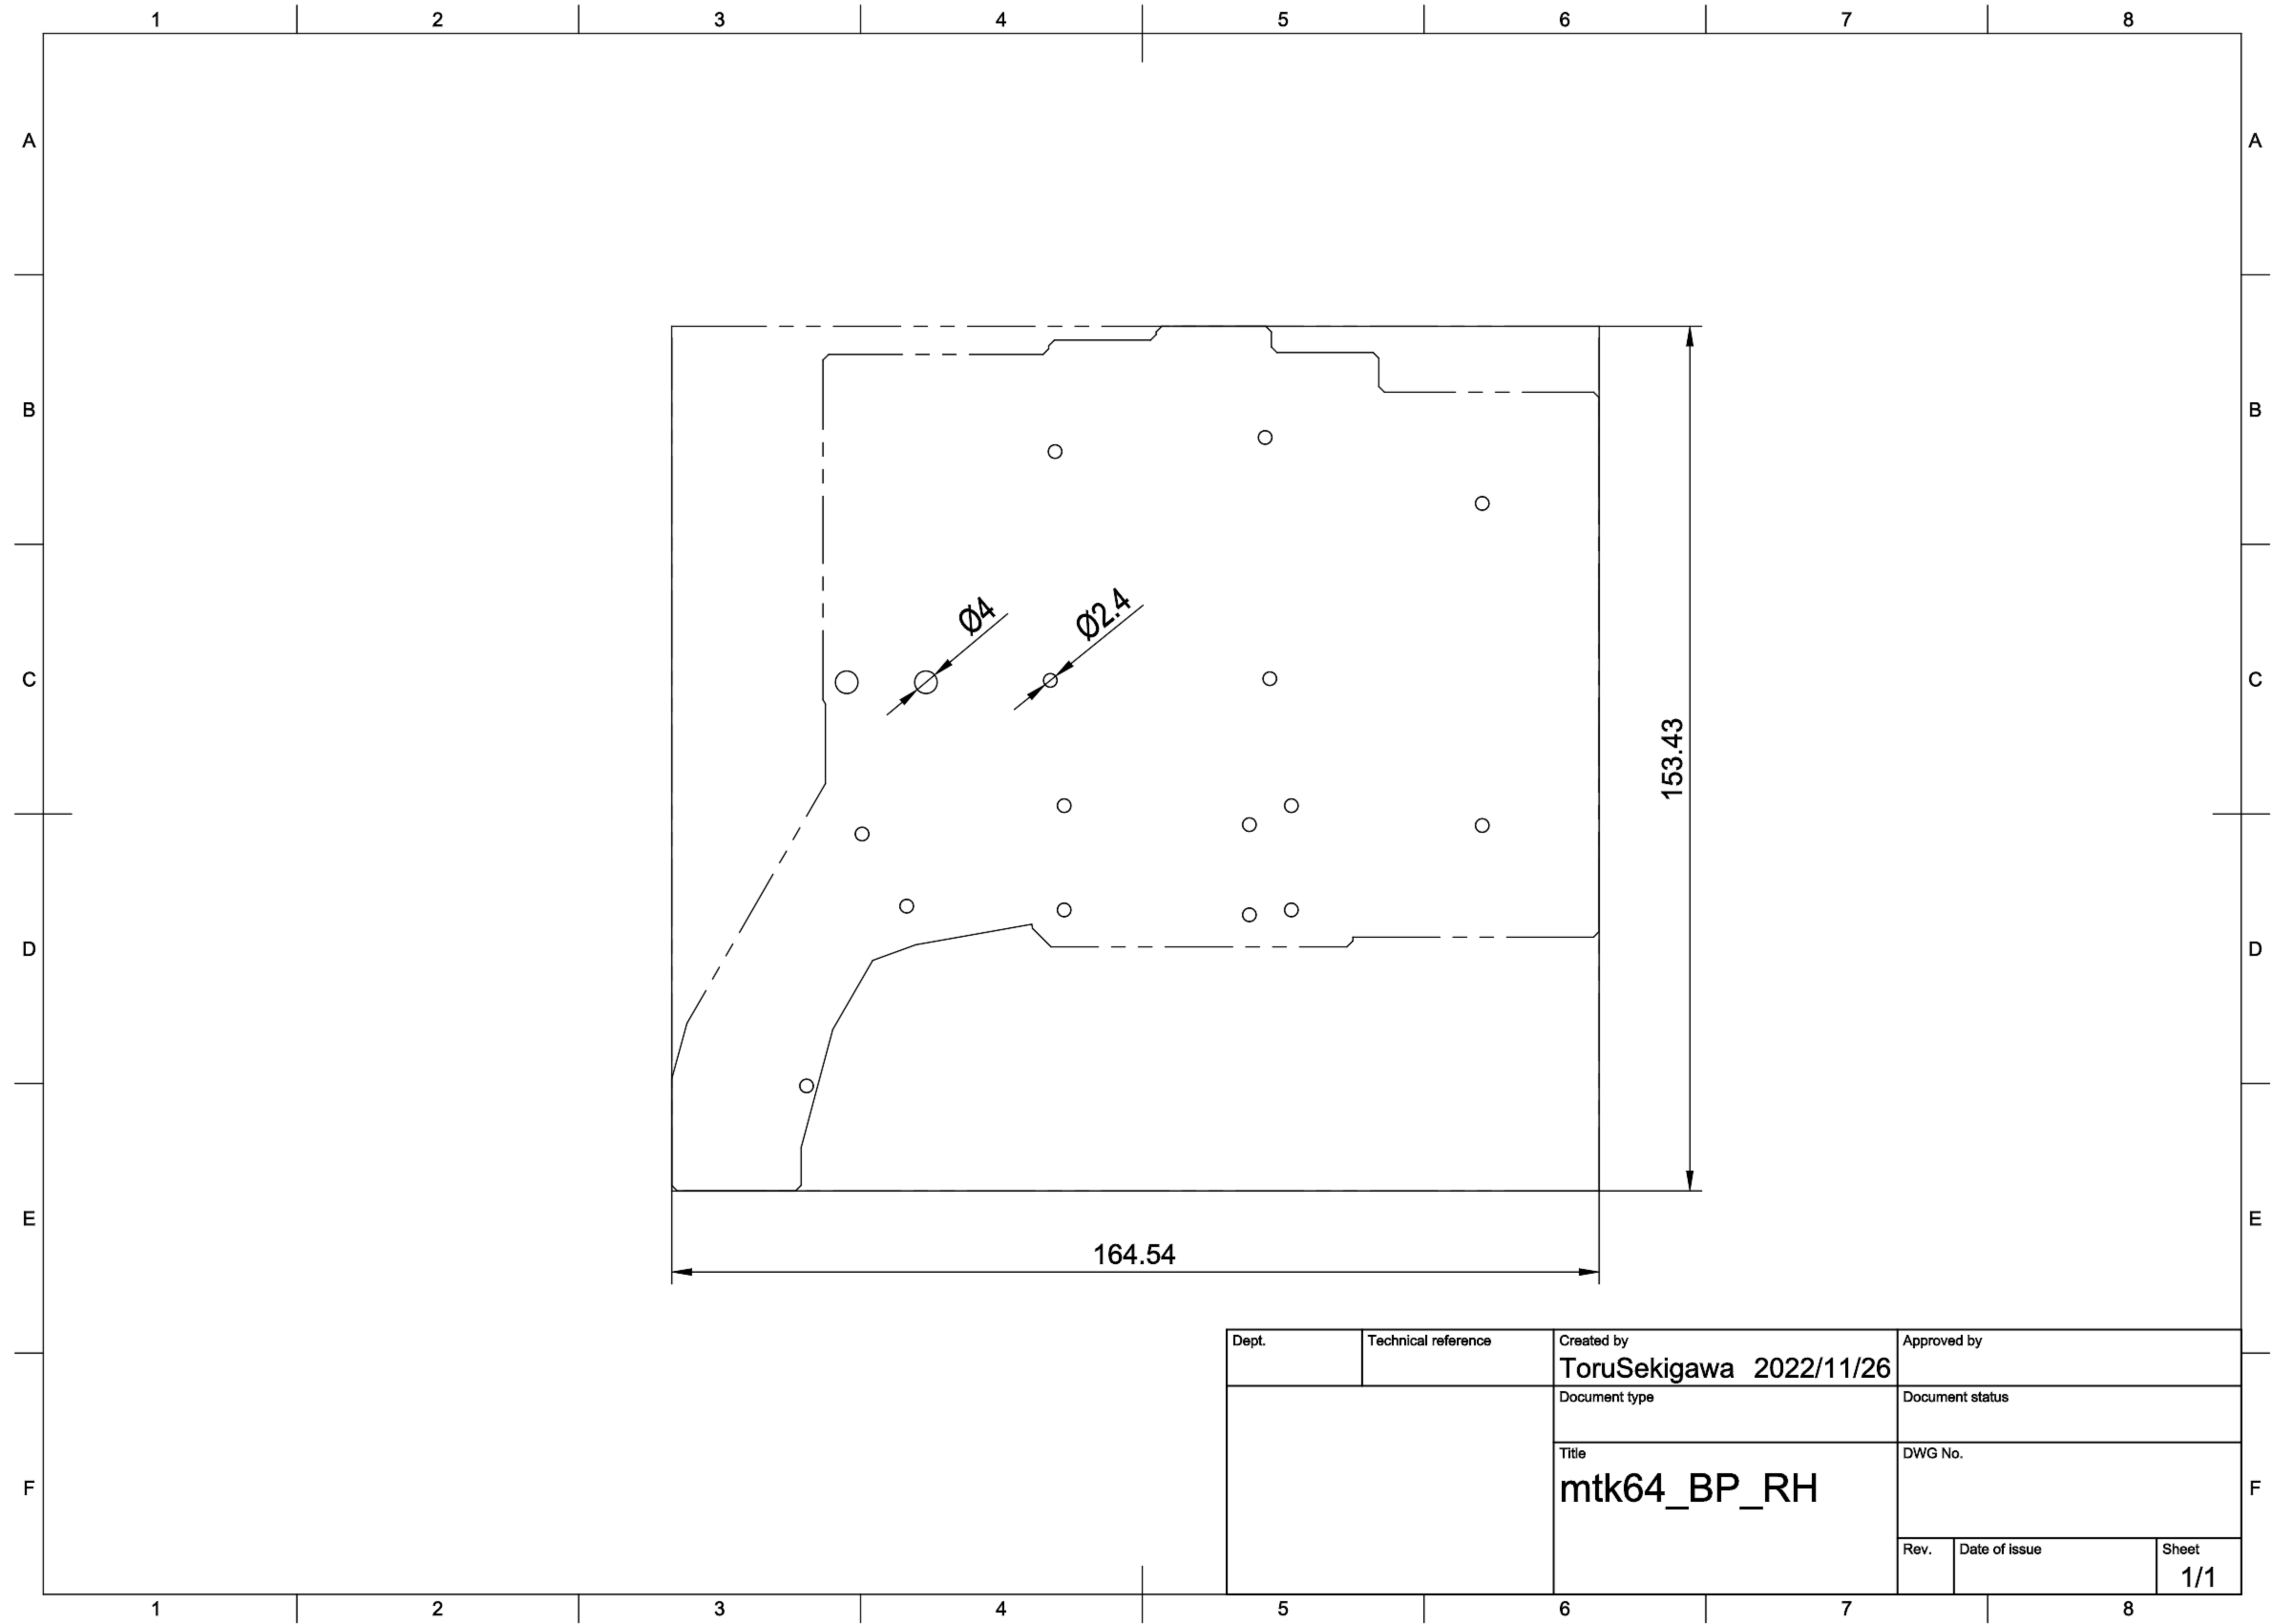 1 2 3 4 5 6 7 8
A A
B B
Ø4 Ø2.4
C C
153.43
D D
E E
164.54
Dept. Technical reference Created by Approved by
ToruSekigawa 2022/11/26
Document type Document status
Title DWG No.
mtk64_BP_RH
F F
Rev. Date of issue Sheet
1/1
1 2 3 4 5 6 7 8